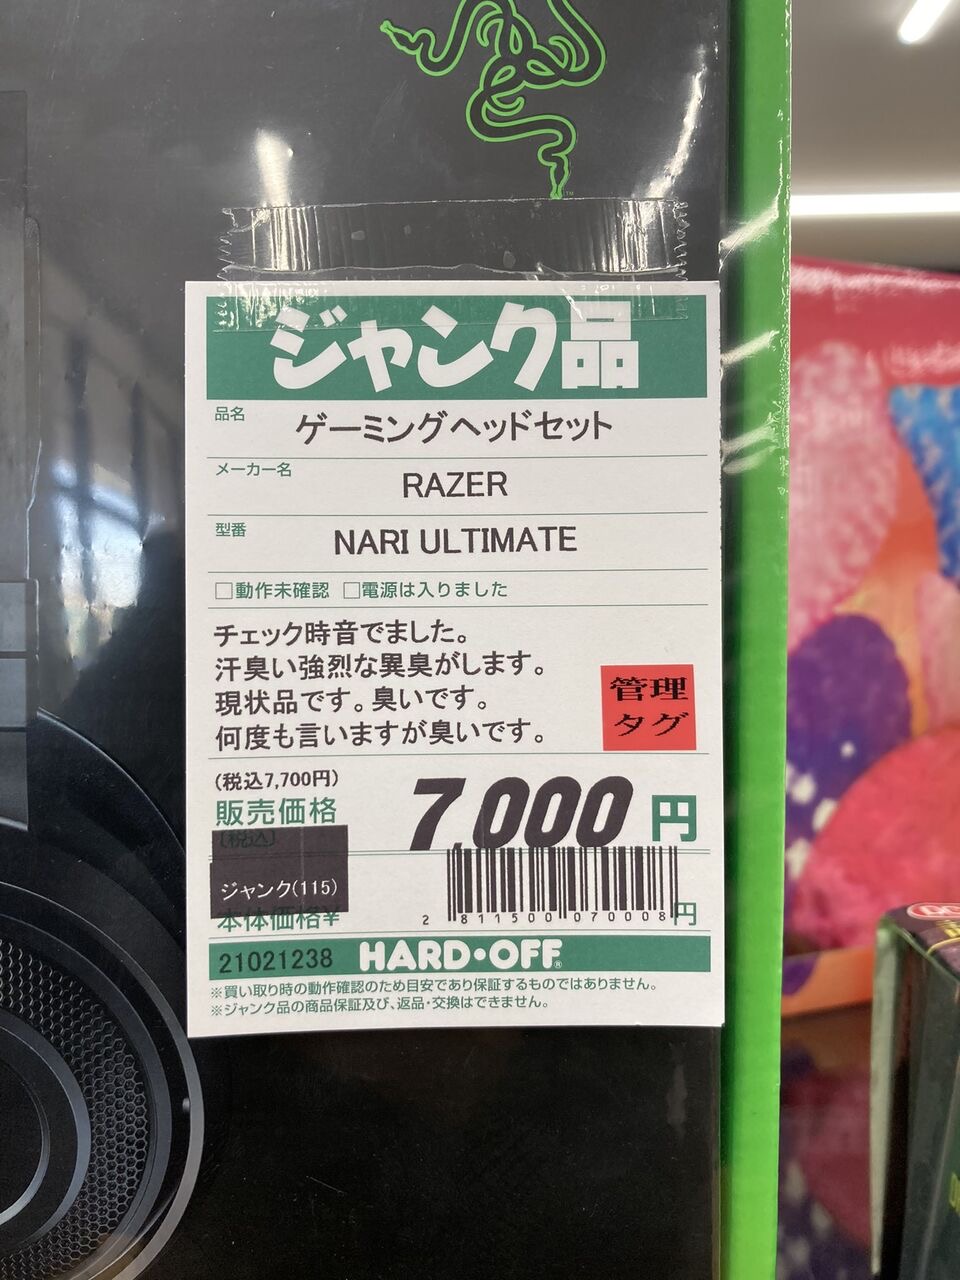 ジャンク品
品名
ゲーミングヘッドセット
メーカー名
RAZER
型番
NARI ULTIMATE
□動作未確認 □電源は入りました
チェック時音でました。
汗臭い強烈な異臭がします。
現状品です。臭いです。
何度も言いますが臭いです。
管理
タグ
(税込7,700円)
販売価格
(税込)
7,000 円
ジャンク(115)
本体価格¥
円
2 811500 070008
21021238 HARD・OFF®
※買い取り時の動作確認のため目安であり保証するものではありません。
※ジャンク品の商品保証及び、返品・交換はできません。